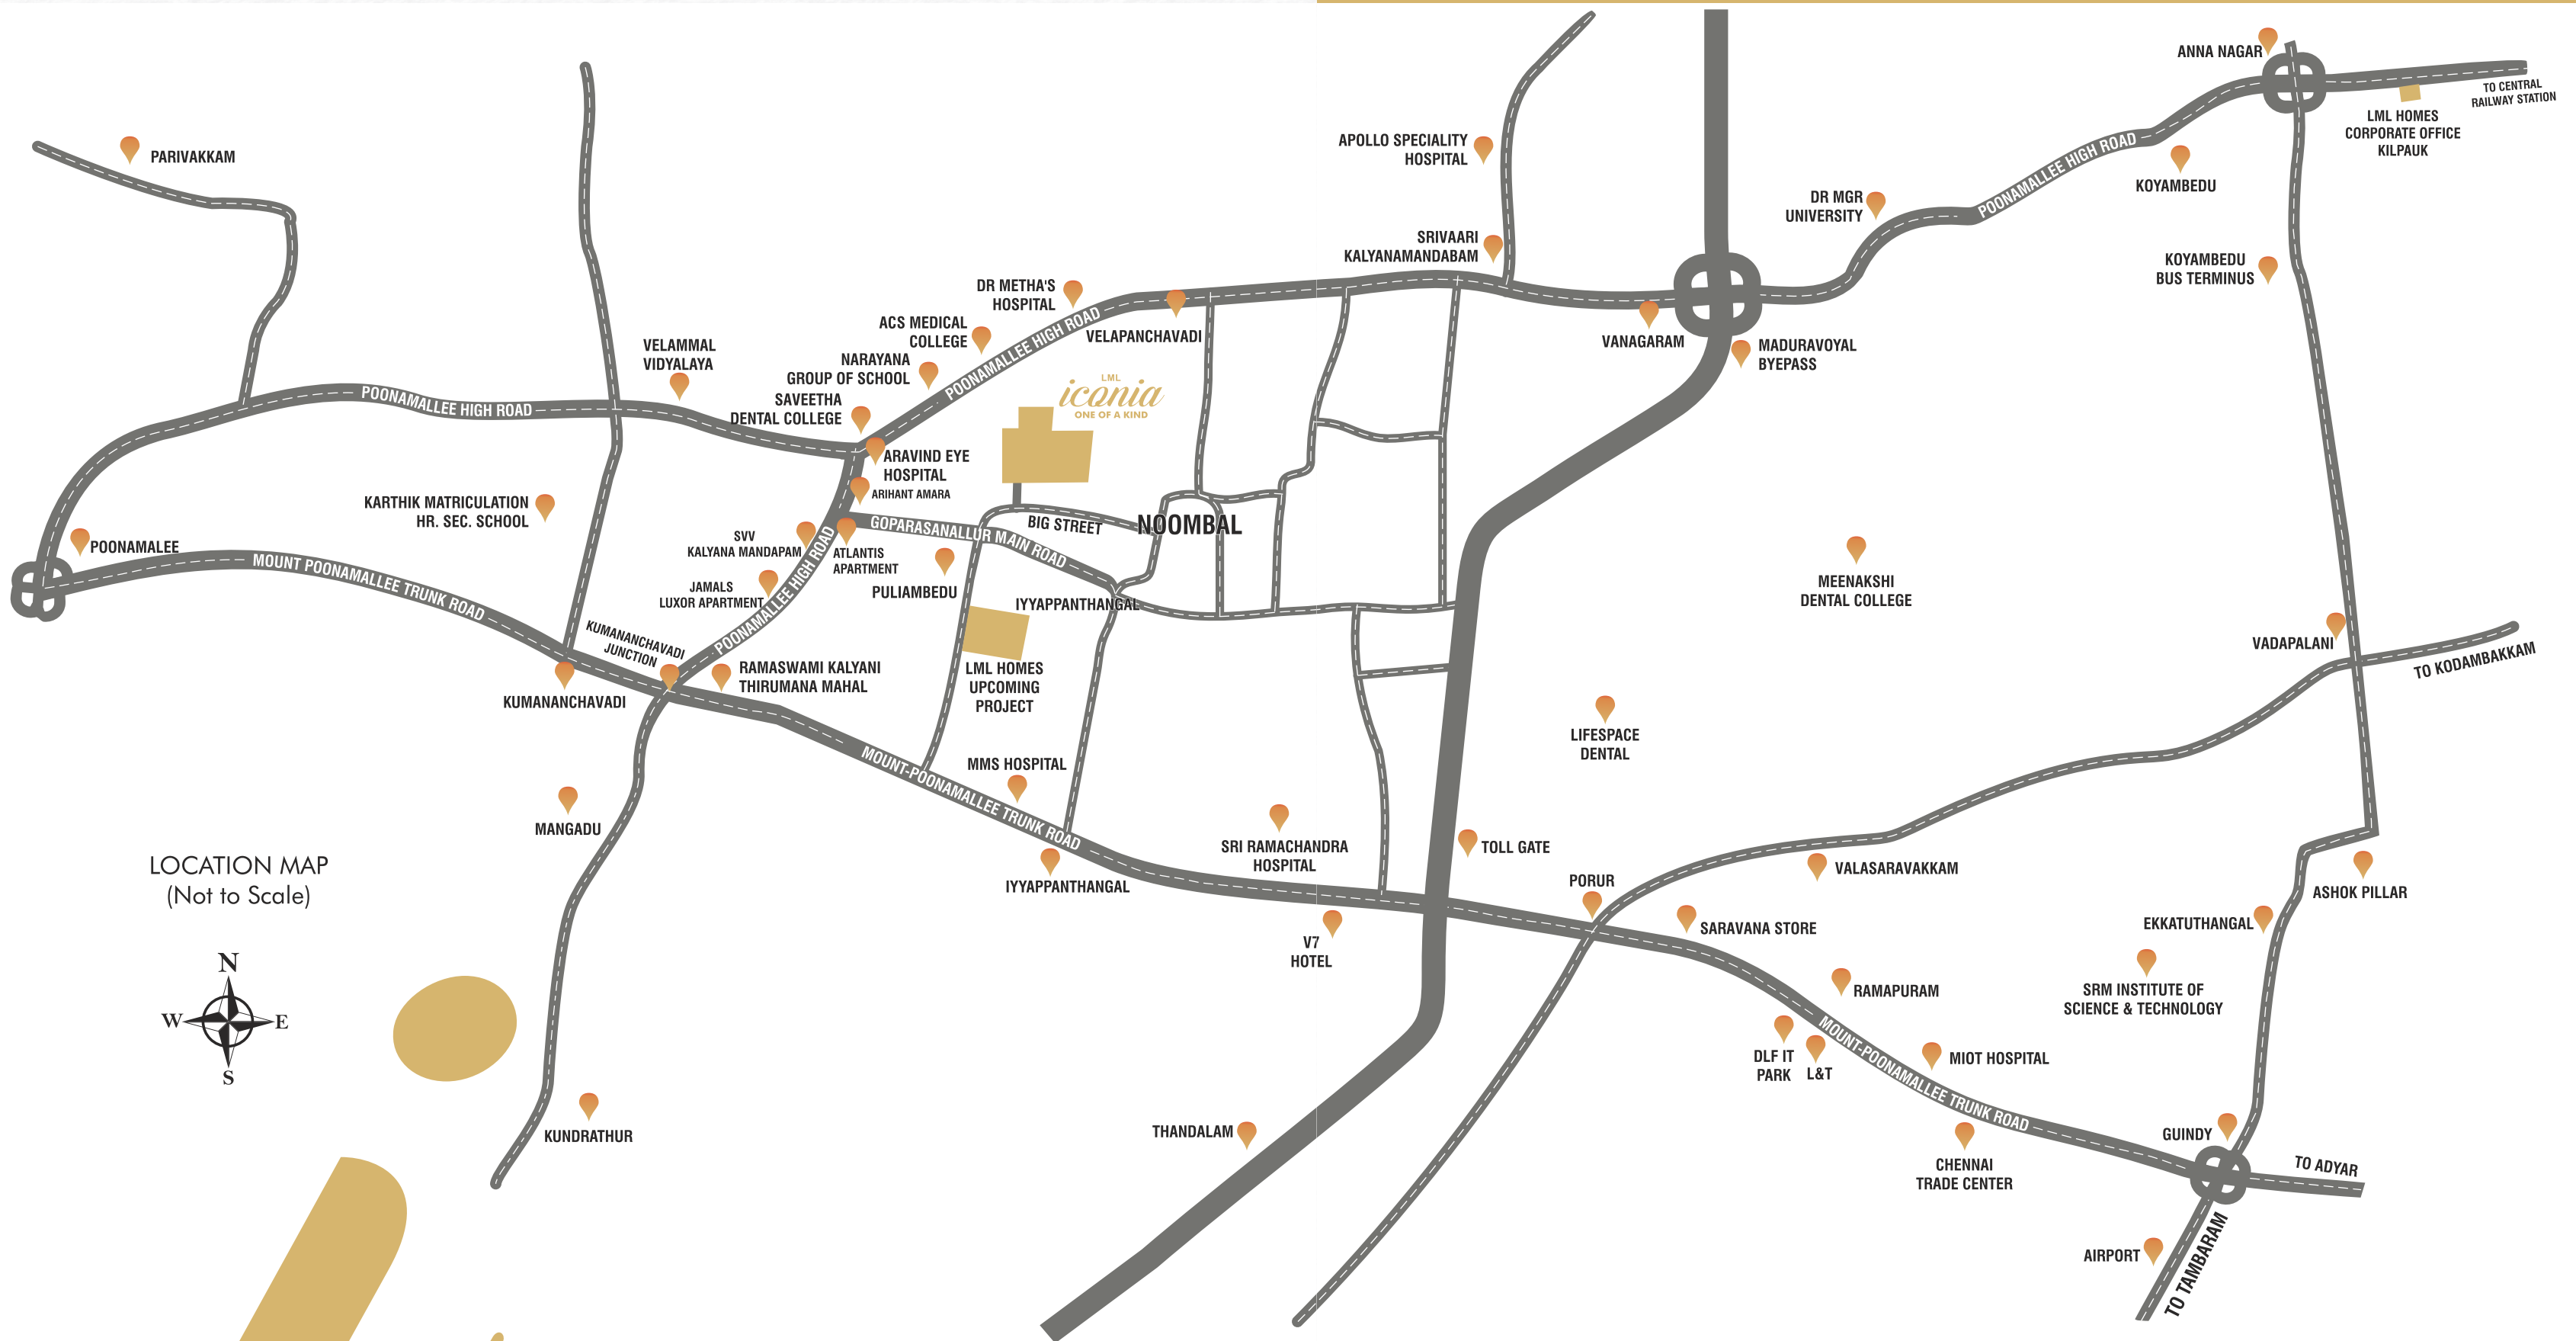 ANNA NAGAR
TO CENTRAL
RAILWAY STATION
LML HOMES
CORPORATE OFFICE
KILPAUK
APOLLO SPECIALITY
HOSPITAL
PARIVAKKAM
POONAMALLEE HIGH ROAD
KOYAMBEDU
DR MGR
UNIVERSITY
SRIVAARI
KALYANAMANDABAM
KOYAMBEDU
BUS TERMINUS
DR METHA'S
HOSPITAL
ACS MEDICAL
COLLEGE
VELAPANCHAVADI
VANAGARAM
MADURAVOYAL
BYEPASS
VELAMMAL
VIDYALAYA
NARAYANA
GROUP OF SCHOOL
POONAMALLEE HIGH ROAD
SAVEETHA
DENTAL COLLEGE
LML
iconia
ONE OF A KIND
POONAMALLEE HIGH ROAD
ARAVIND EYE
HOSPITAL
ARIHANT AMARA
KARTHIK MATRICULATION
HR. SEC. SCHOOL
GOPARASANALLUR MAIN ROAD
BIG STREET
NOOMBAL
SVV
KALYANA MANDAPAM
ATLANTIS
APARTMENT
POONAMALEE
MOUNT POONAMALLEE TRUNK ROAD
JAMALS
LUXOR APARTMENT
POONAMALLEE HIGH ROAD
PULIAMBEDU
IYYAPPANTHANGAL
MEENAKSHI
DENTAL COLLEGE
KUMANANCHAVADI
JUNCTION
VADAPALANI
TO KODAMBAKKAM
RAMASWAMI KALYANI
THIRUMANA MAHAL
LML HOMES
UPCOMING
PROJECT
KUMANANCHAVADI
LIFESPACE
DENTAL
MMS HOSPITAL
MOUNT-POONAMALLEE TRUNK ROAD
MANGADU
SRI RAMACHANDRA
HOSPITAL
TOLL GATE
LOCATION MAP
(Not to Scale)
IYYAPPANTHANGAL
PORUR
VALASARAVAKKAM
ASHOK PILLAR
SARAVANA STORE
EKKATUTHANGAL
V7
HOTEL
N
W
E
S
RAMAPURAM
SRM INSTITUTE OF
SCIENCE & TECHNOLOGY
DLF IT
PARK
L&T
MOUNT-POONAMALLEE TRUNK ROAD
MIOT HOSPITAL
KUNDRATHUR
THANDALAM
GUINDY
CHENNAI
TRADE CENTER
TO ADYAR
AIRPORT
TO TAMBARAM